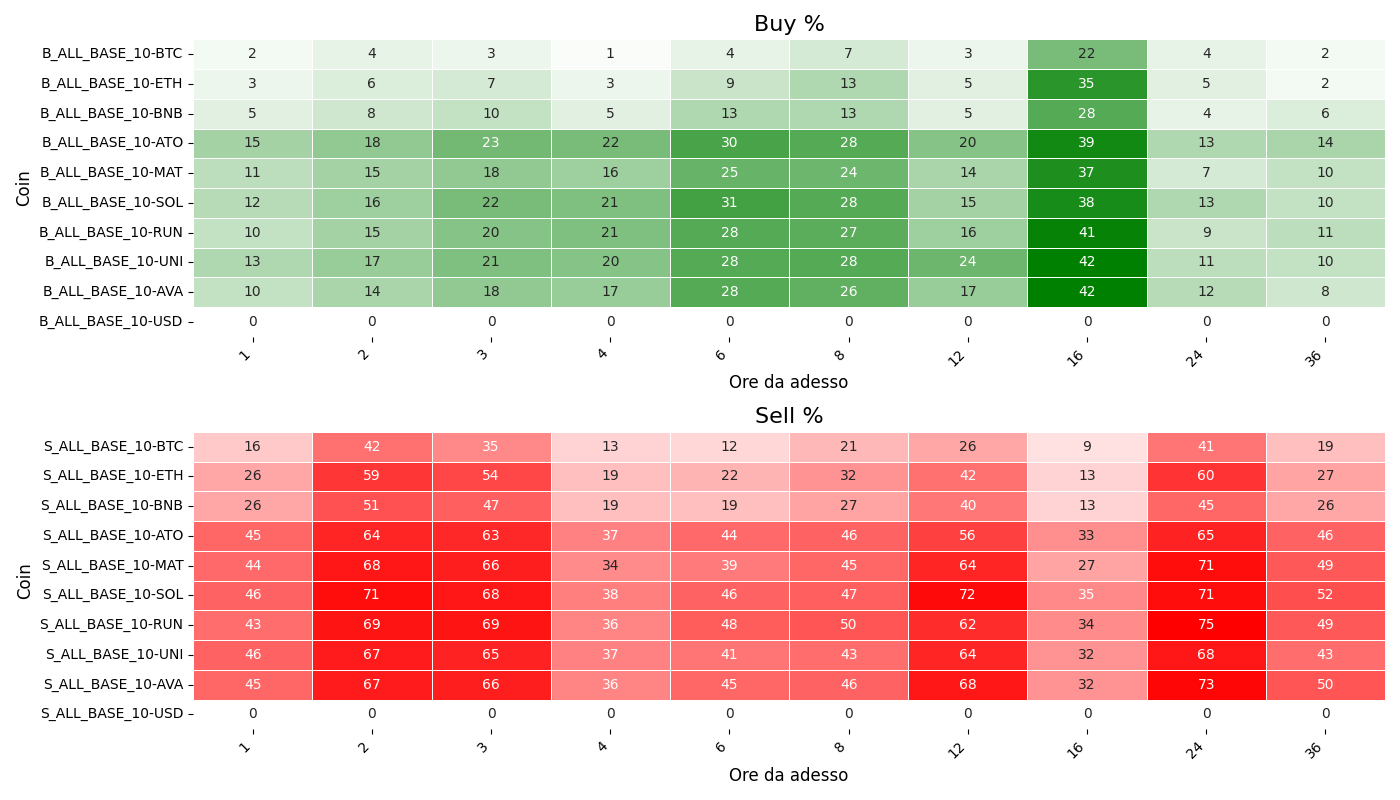 Buy %
Coin
B_ALL_BASE_10-BTC 2 4 3 1 4 7 3 22 4 2
B_ALL_BASE_10-ETH 3 6 7 3 9 13 5 35 5 2
B_ALL_BASE_10-BNB 5 8 10 5 13 13 5 28 4 6
B_ALL_BASE_10-ATO 15 18 23 22 30 28 20 39 13 14
B_ALL_BASE_10-MAT 11 15 18 16 25 24 14 37 7 10
B_ALL_BASE_10-SOL 12 16 22 21 31 28 15 38 13 10
B_ALL_BASE_10-RUN 10 15 20 21 28 27 16 41 9 11
B_ALL_BASE_10-UNI 13 17 21 20 28 28 24 42 11 10
B_ALL_BASE_10-AVA 10 14 18 17 28 26 17 42 12 8
B_ALL_BASE_10-USD 0 0 0 0 0 0 0 0 0 0
1 2 3 4 6 8 12 16 24 36
Ore da adesso
Sell %
Coin
S_ALL_BASE_10-BTC 16 42 35 13 12 21 26 9 41 19
S_ALL_BASE_10-ETH 26 59 54 19 22 32 42 13 60 27
S_ALL_BASE_10-BNB 26 51 47 19 19 27 40 13 45 26
S_ALL_BASE_10-ATO 45 64 63 37 44 46 56 33 65 46
S_ALL_BASE_10-MAT 44 68 66 34 39 45 64 27 71 49
S_ALL_BASE_10-SOL 46 71 68 38 46 47 72 35 71 52
S_ALL_BASE_10-RUN 43 69 69 36 48 50 62 34 75 49
S_ALL_BASE_10-UNI 46 67 65 37 41 43 64 32 68 43
S_ALL_BASE_10-AVA 45 67 66 36 45 46 68 32 73 50
S_ALL_BASE_10-USD 0 0 0 0 0 0 0 0 0 0
1 2 3 4 6 8 12 16 24 36
Ore da adesso